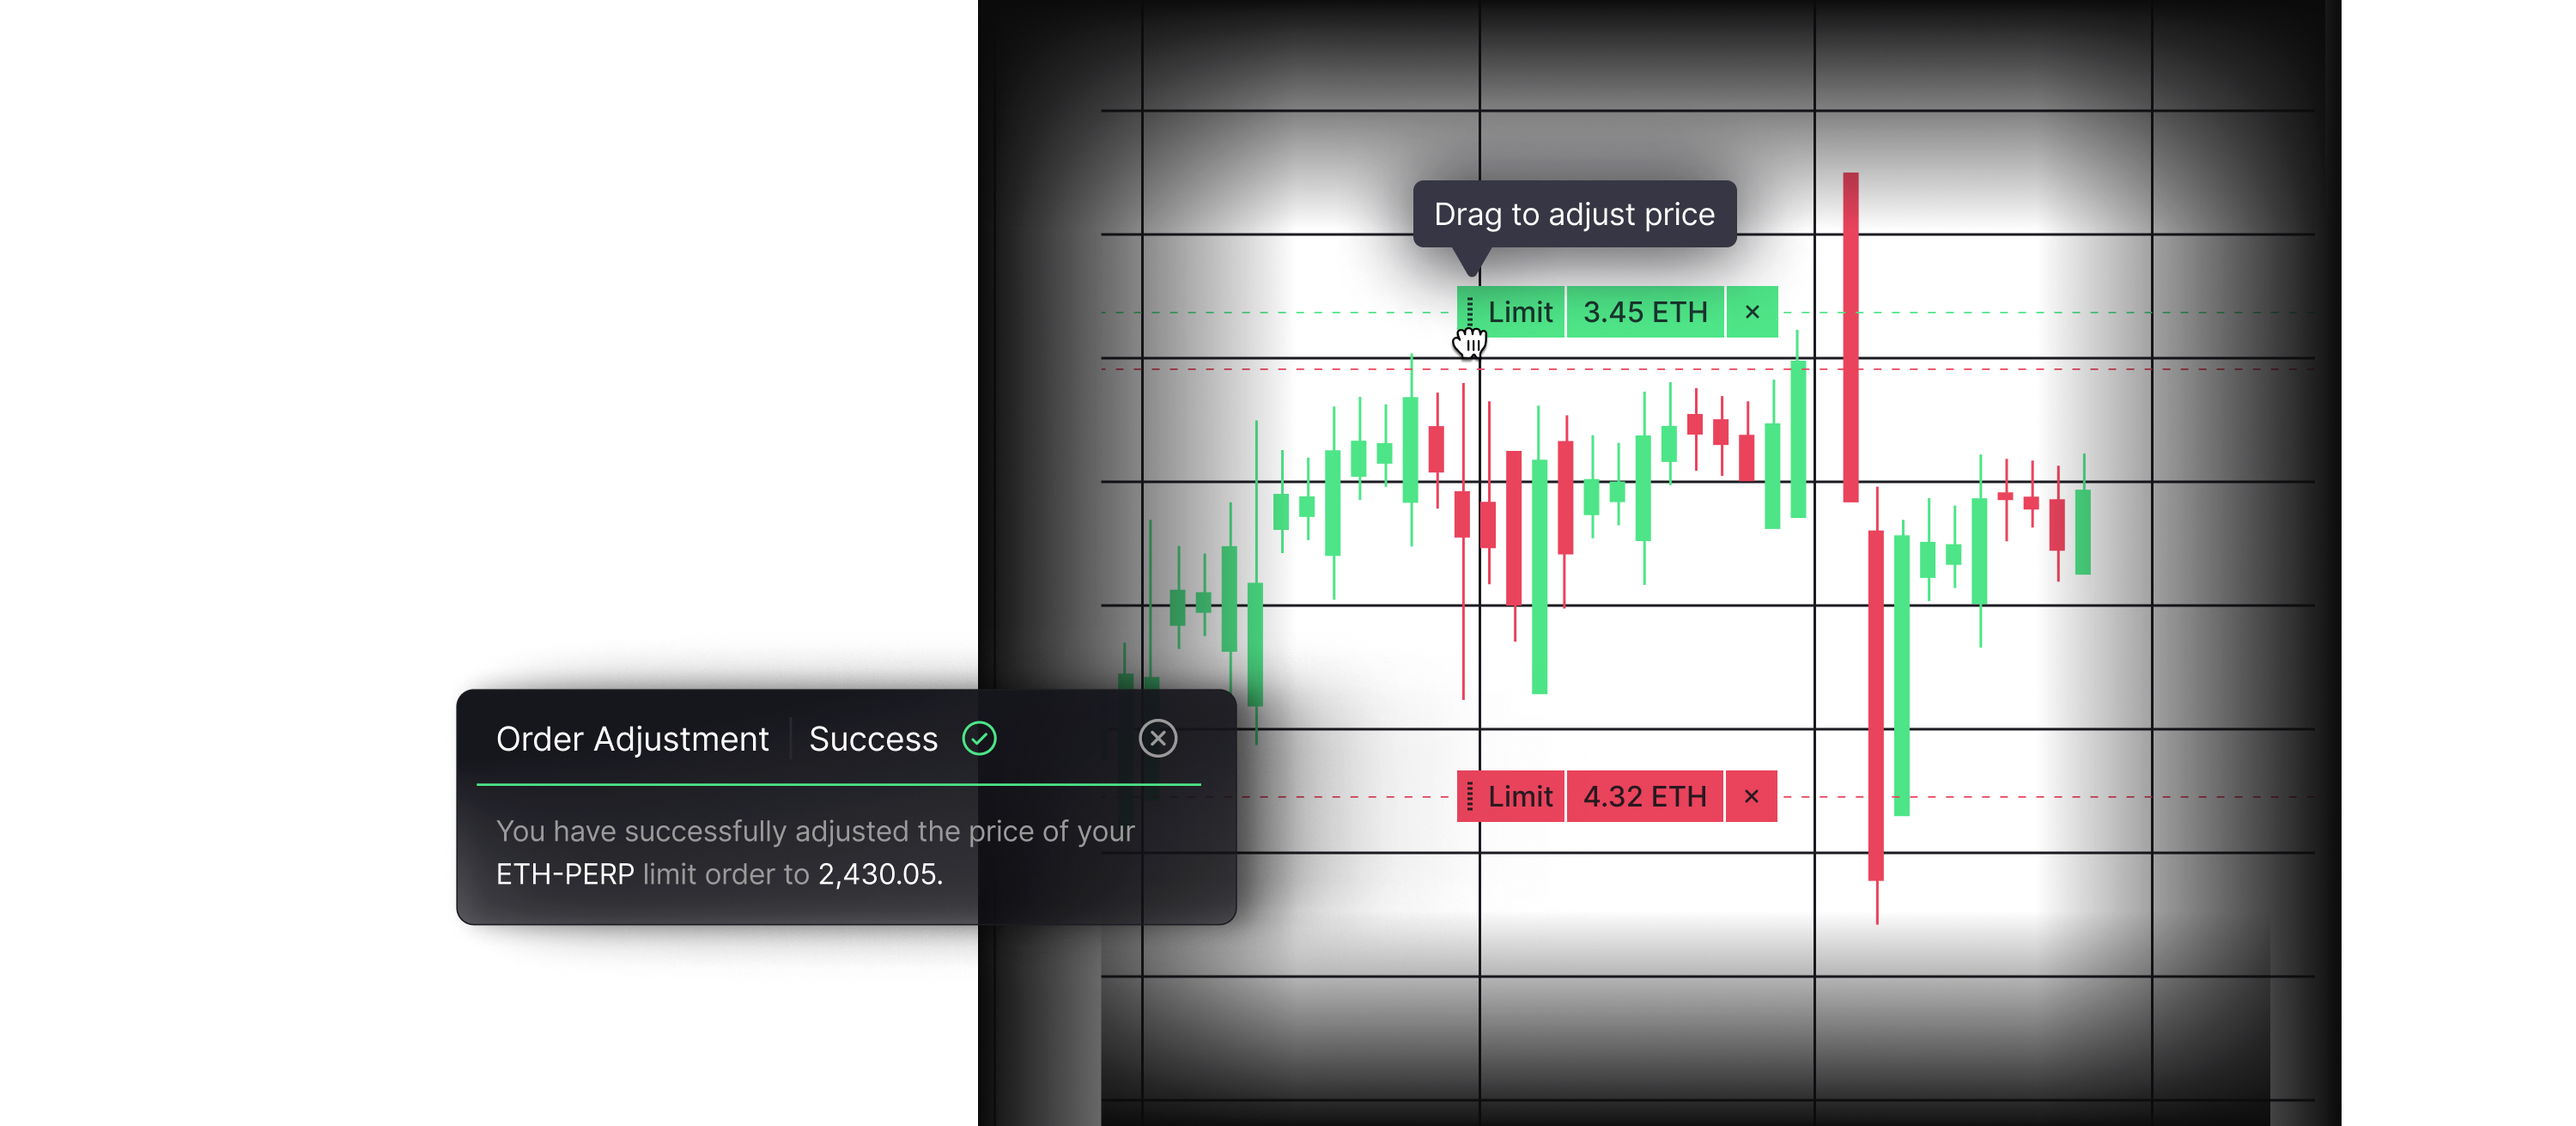 Drag to adjust price
Limit 3.45 ETH ×
Order Adjustment Success
Limit 4.32 ETH ×
You have successfully adjusted the price of your
ETH-PERP limit order to 2,430.05.